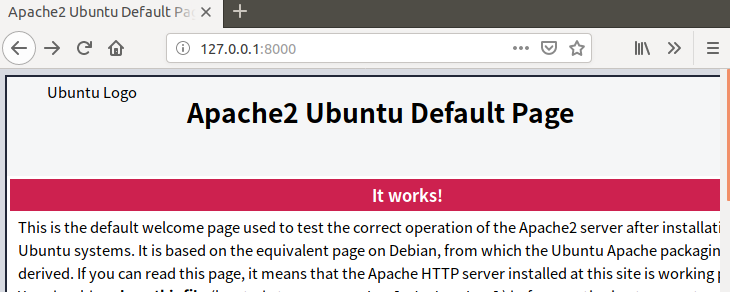 Apache2 Ubuntu Default Pa
127.0.0.1:8000
Ubuntu Logo
Apache2 Ubuntu Default Page
It works!
This is the default welcome page used to test the correct operation of the Apache2 server after installati
Ubuntu systems. It is based on the equivalent page on Debian, from which the Ubuntu Apache packagin
derived. If you can read this page, it means that the Apache HTTP server installed at this site is working p